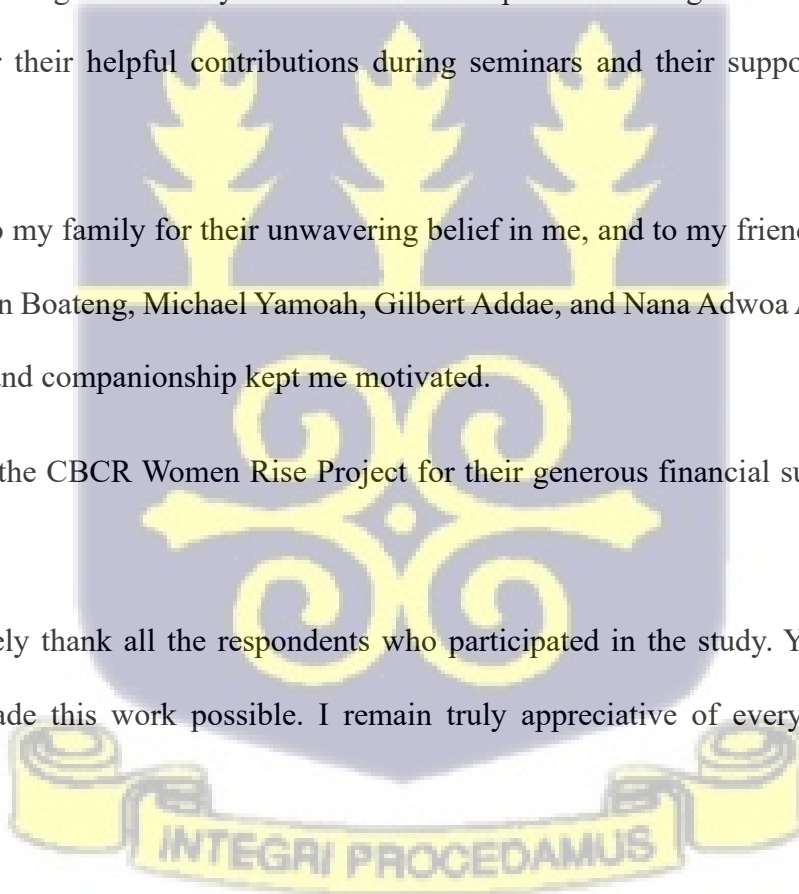 their helpful contributions during seminars and their suppo
my family for their unwavering belief in me, and to my frien
n Boateng, Michael Yamoah, Gilbert Addae, and Nana Adwoa
nd companionship kept me motivated.
the CBCR Women Rise Project for their generous financial su
ely thank all the respondents who participated in the study. Y
ade this work possible. I remain truly appreciative of every
INTEGRI PROCEDAMUS